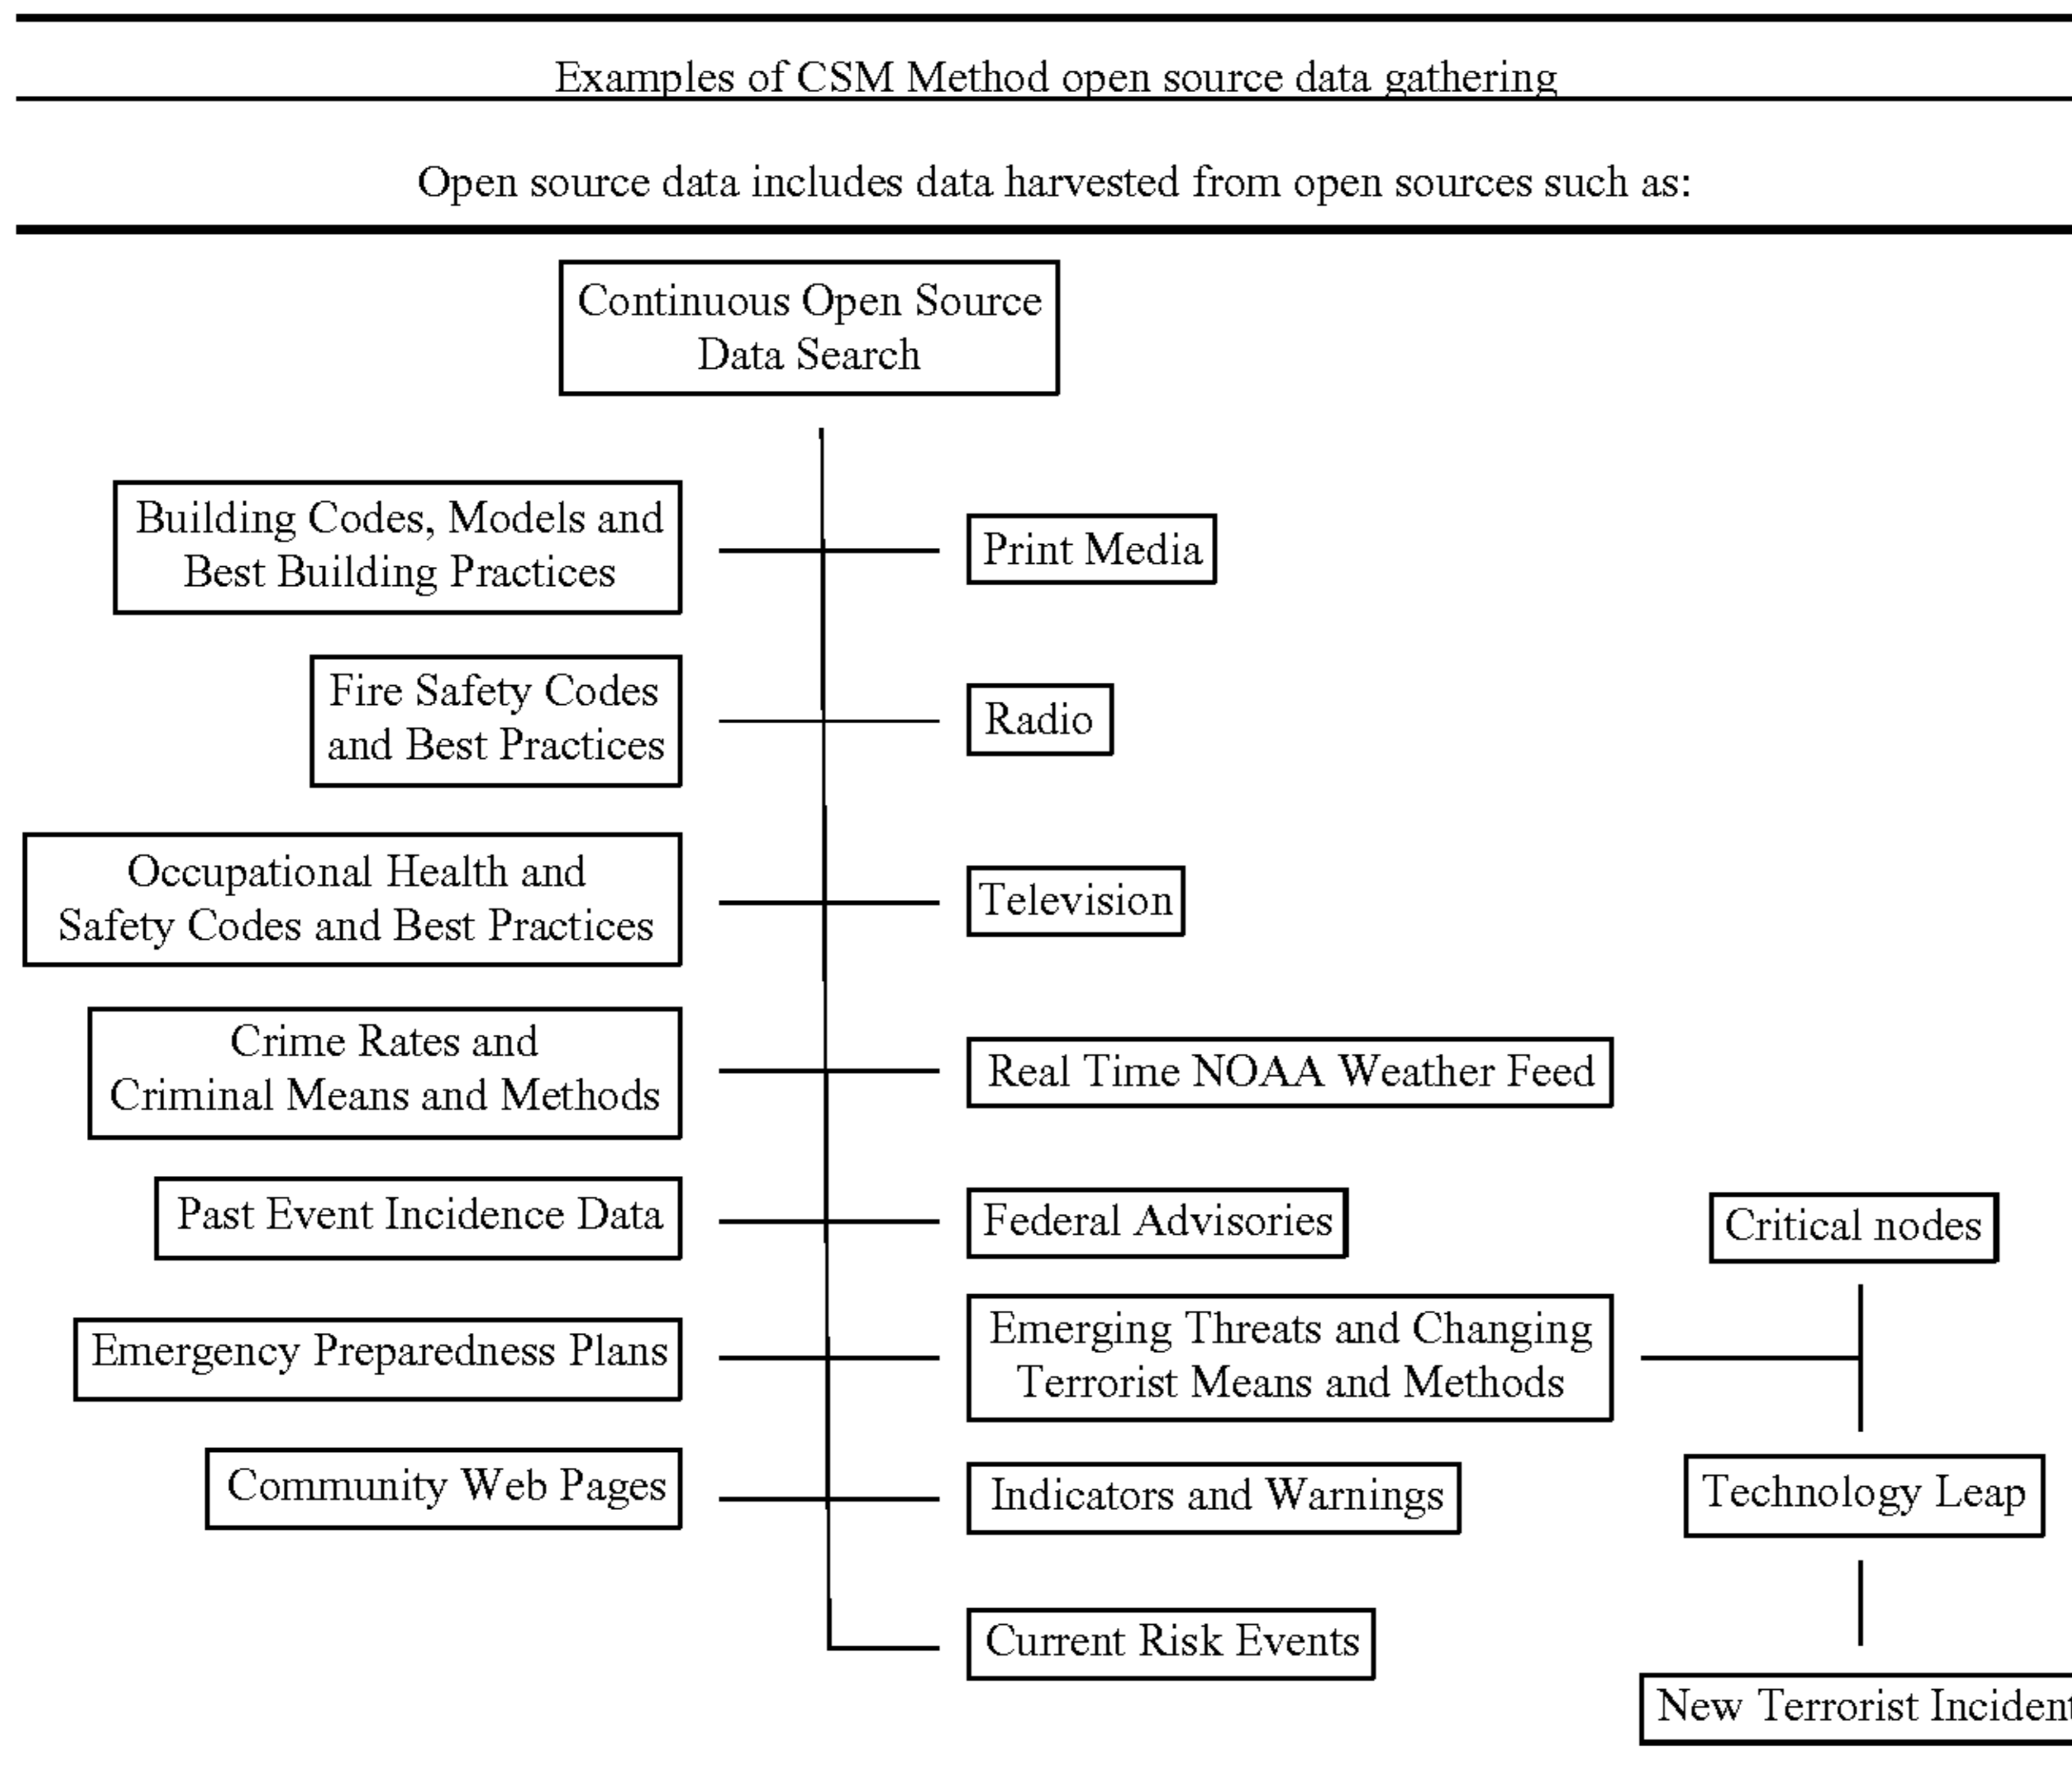 Examples of CSM Method open source data gathering
Open source data includes data harvested from open sources such as:
Continuous Open Source
Data Search
Building Codes, Models and
Best Building Practices
Print Media
Fire Safety Codes
and Best Practices
Radio
Occupational Health and
Safety Codes and Best Practices
Television
Crime Rates and
Criminal Means and Methods
Real Time NOAA Weather Feed
Past Event Incidence Data
Federal Advisories
Critical nodes
Emergency Preparedness Plans
Emerging Threats and Changing
Terrorist Means and Methods
Community Web Pages
Indicators and Warnings
Technology Leap
Current Risk Events
New Terrorist Incident